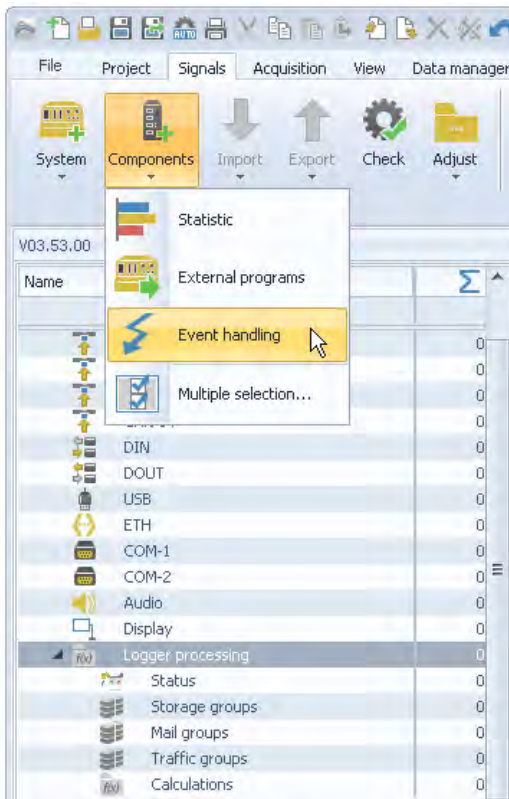 AUTO
File Project Signals Acquisition View Data manager
System Components Import Export Check Adjust
Statistic
V03.53.00
External programs
Name Σ
Event handling
0
0
Multiple selection...
0
0
DIN 0
DOUT 0
USB 0
ETH 0
COM-1 0
COM-2 0
Audio 0
Display 0
f(x) Logger processing 0
Status 0
Storage groups 0
Mail groups 0
Traffic groups 0
f(x) Calculations 0